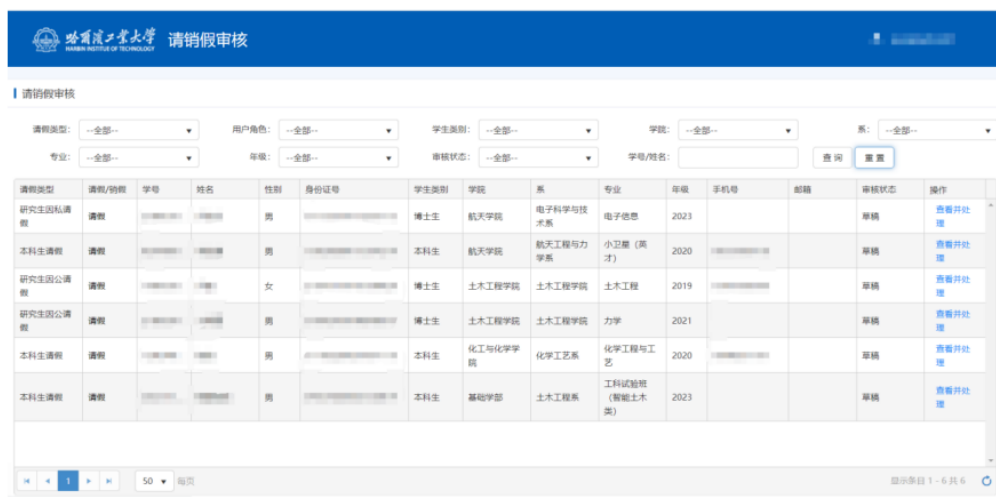 哈尔滨工业大学
HARBIN INSTITUTE OF TECHNOLOGY
请销假审核
请销假审核
请假类型: --全部-- 用户角色: --全部-- 学生类别: --全部-- 学院: --全部-- 系: --全部--
专业: --全部-- 年级: --全部-- 审核状态: --全部-- 学号/姓名: 查 询 重 置
请假类型 请假/销假 学号 姓名 性别 身份证号 学生类别 学院 系 专业 年级 手机号 邮箱 审核状态 操作
研究生因私请假 请假 男 博士生 航天学院 电子科学与技术系 电子信息 2023 草稿 查看并处理
本科生请假 请假 男 本科生 航天学院 航天工程与力学系 小卫星（英才） 2020 草稿 查看并处理
研究生因公请假 请假 女 博士生 土木工程学院 土木工程学院 土木工程 2019 草稿 查看并处理
研究生因公请假 请假 男 博士生 土木工程学院 土木工程学院 力学 2021 草稿 查看并处理
本科生请假 请假 男 本科生 化工与化学学院 化学工艺系 化学工程与工艺 2020 草稿 查看并处理
本科生请假 请假 男 本科生 基础学部 土木工程系 工科试验班（智能土木类） 2023 草稿 查看并处理
1 50 每页 显示条目 1 - 6 共 6